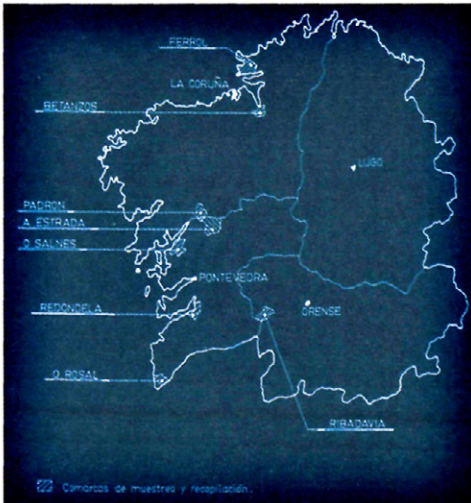 FERROL
LA CORUÑA
BETANZOS
LUGO
PADRON
A ESTRADA
O SALNES
PONTEVEDRA
REDONDELA
ORENSE
O ROSAL
RIBADAVIA
Comarcas de muestreo y recopilación.